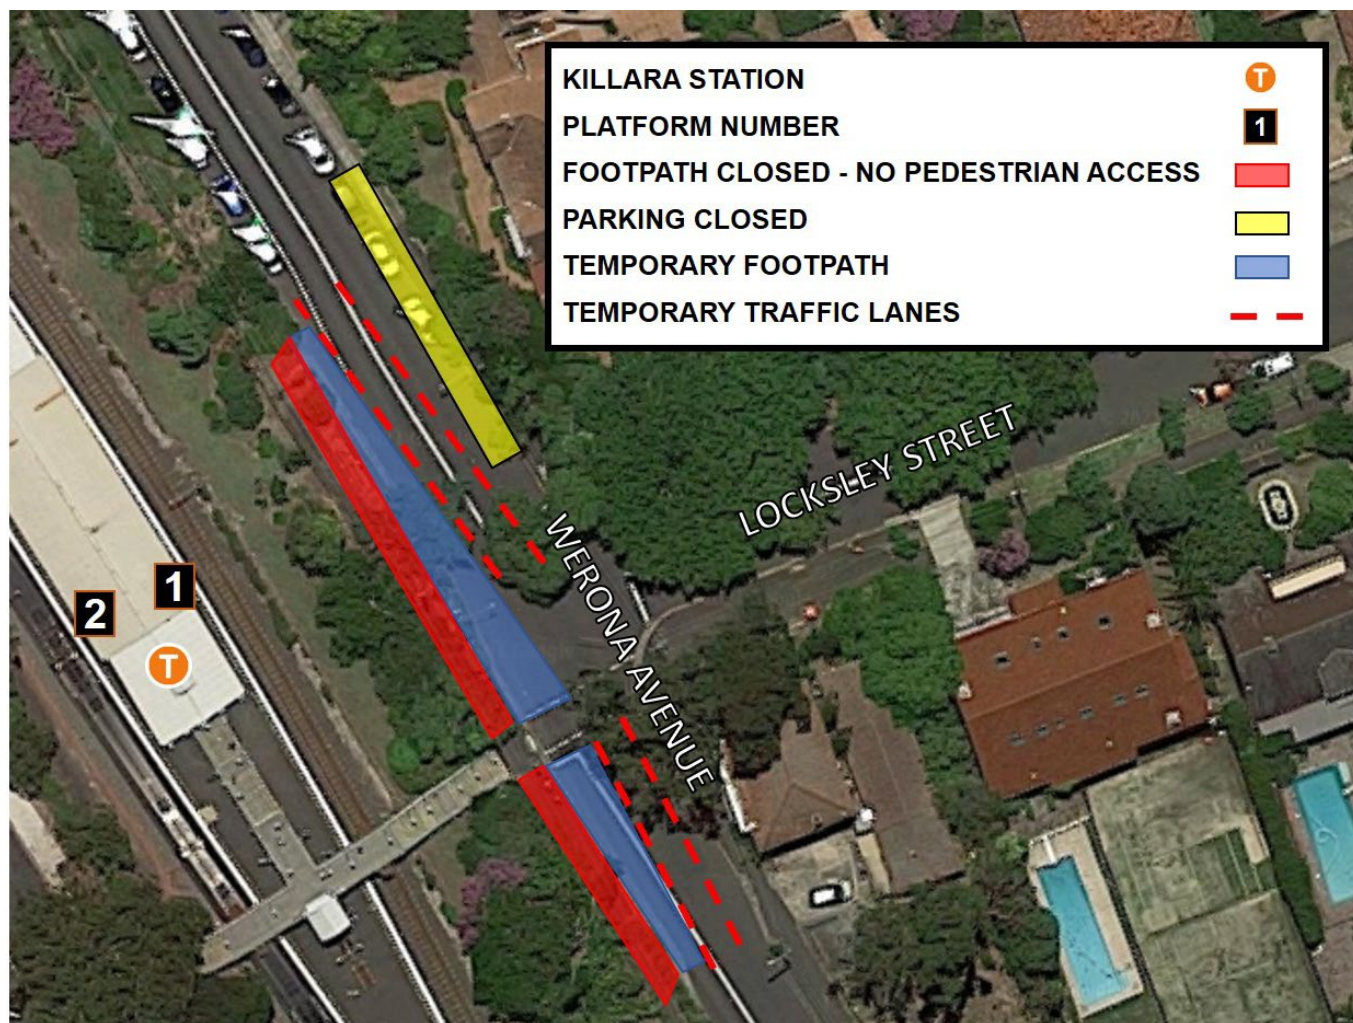 KILLARA STATION T
PLATFORM NUMBER 1
FOOTPATH CLOSED - NO PEDESTRIAN ACCESS
PARKING CLOSED
TEMPORARY FOOTPATH
TEMPORARY TRAFFIC LANES
LOCKSLEY STREET
WERONA AVENUE
1
2
T